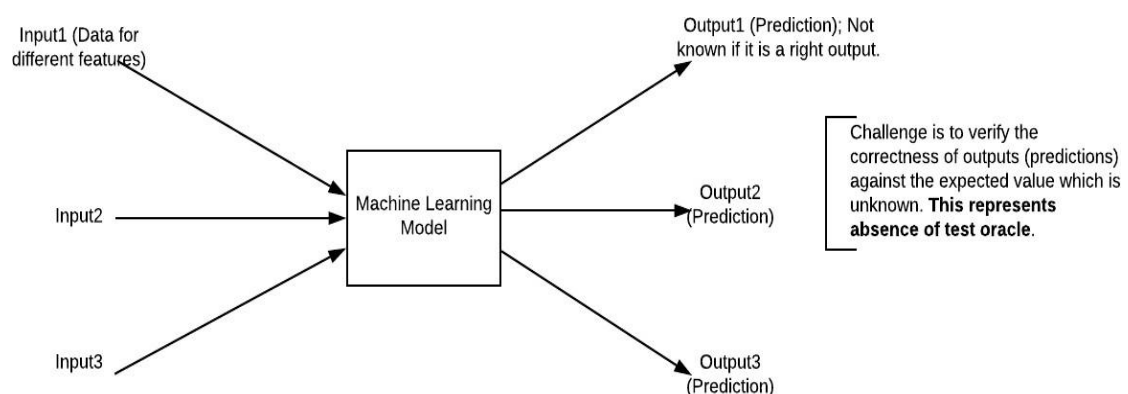 Input1 (Data for
different features)
Output1 (Prediction); Not
known if it is a right output.
Challenge is to verify the
correctness of outputs (predictions)
against the expected value which is
unknown. This represents
absence of test oracle.
Machine Learning
Model
Input2
Output2
(Prediction)
Input3
Output3
(Prediction)